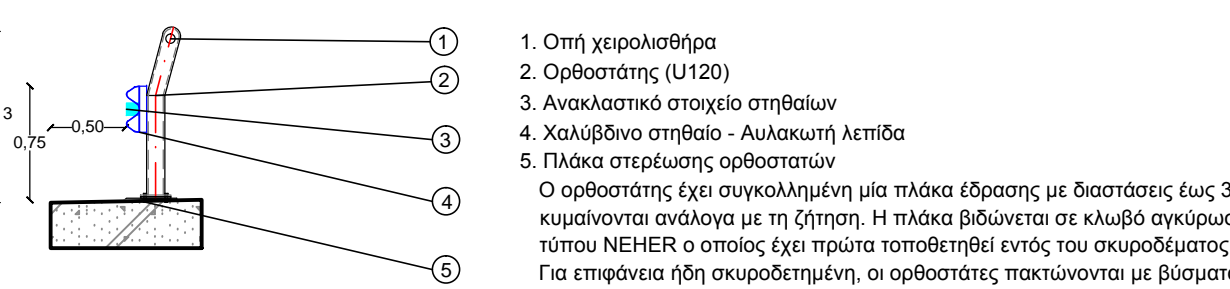 1
1. Οπή χειρολισθήρα
2
2. Ορθοστάτης (U120)
3. Ανακλαστικό στοιχείο στηθαίων
3
0,50
0,75
3
4. Χαλύβδινο στηθαίο - Αυλακωτή λεπίδα
5. Πλάκα στερέωσης ορθοστατών
4
Ο ορθοστάτης έχει συγκολλημένη μία πλάκα έδρασης με διαστάσεις έως 3
κυμαίνονται ανάλογα με τη ζήτηση. Η πλάκα βιδώνεται σε κλωβό
τύπου NEHER ο οποίος έχει πρώτα τοποθετηθεί εντός του σκυροδέματος
5
Για επιφάνεια ήδη σκυροδετημένη, οι ορθοστάτες πακτώνονται με